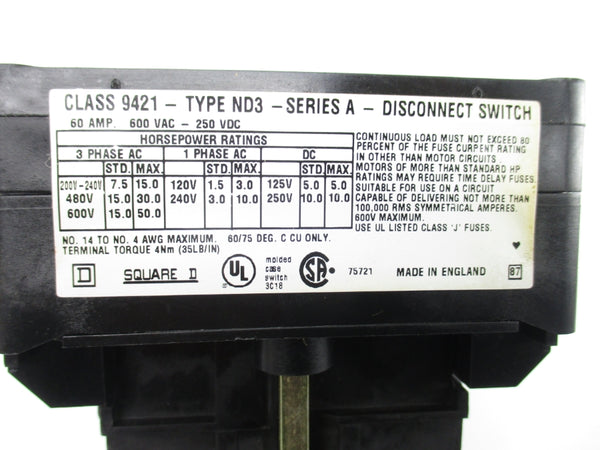 CLASS 9421 - TYPE ND3 - SERIES A - DISCONNECT SWITCH
60 AMP. 600 VAC - 250 VDC
HORSEPOWER RATINGS
3 PHASE AC 1 PHASE AC DC
STD. MAX. STD. MAX. STD. MAX.
200V-240V 7.5 15.0 120V 1.5 3.0 125V 5.0 5.0
480V 15.0 30.0 240V 3.0 10.0 250V 10.0 10.0
600V 15.0 50.0
CONTINUOUS LOAD MUST NOT EXCEED 80
PERCENT OF THE FUSE CURPENT RATING
IN OTHER THAN MOTOR CIRCUITS.
MOTORS OF MORE THAN STANDARD HP
RATINGS MAY REQUIRE TIME DELAY FUSES.
SUITABLE FOR USE ON A CIRCUIT
CAPABLE OF DELIVERING NOT MORE THAN
100,000 RMS SYMMETRICAL AMPERES.
600V MAXIMUM.
USE UL LISTED CLASS 'J' FUSES.
NO. 14 TO NO. 4 AWG MAXIMUM. 60/75 DEG. C CU ONLY.
TERMINAL TORQUE 4Nm (35LB/IN)
D SQUARE D UL molded case switch 3C18 SA 75721 MADE IN ENGLAND 87